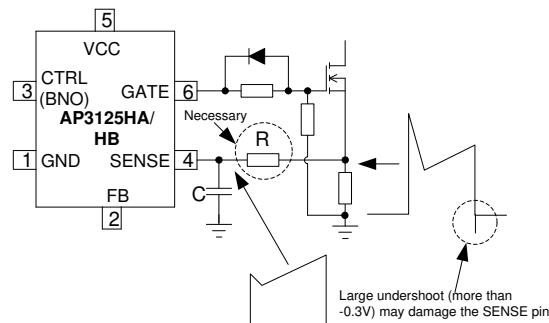 5
VCC
CTRL
3
(BNO)
GATE
6
AP3125HA/
HB
Necessary
R
1
GND
SENSE
4
C
FB
2
Large undershoot (more than
-0.3V) may damage the SENSE pin